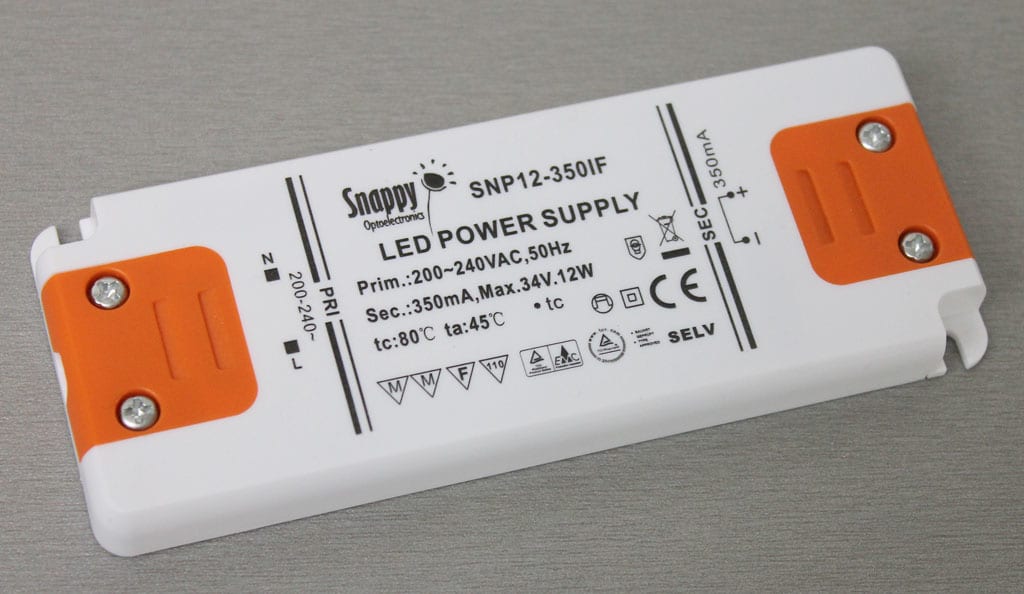 N
200-240~
L
PRI
Snappy
Optoelectronics
SNP12-350IF
LED POWER SUPPLY
Prim.:200~240VAC,50Hz
Sec.:350mA,Max.34V.12W
tc:80℃ ta:45℃ •tc
M M F 110
EMC
CE
SELV
SEC
350mA
+
−